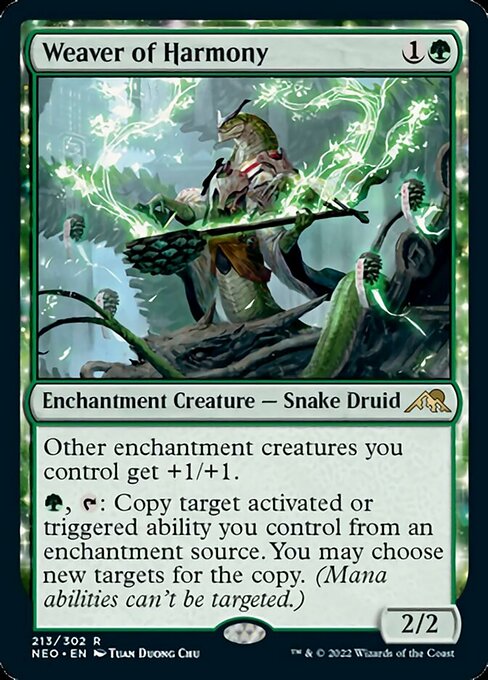 Weaver of Harmony 1
Enchantment Creature — Snake Druid
Other enchantment creatures you
control get +1/+1.
, : Copy target activated or
triggered ability you control from an
enchantment source. You may choose
new targets for the copy. (Mana
abilities can't be targeted.)
2/2
213/302 R
NEO • EN Tuan Duong Chu
™ & © 2022 Wizards of the Coast